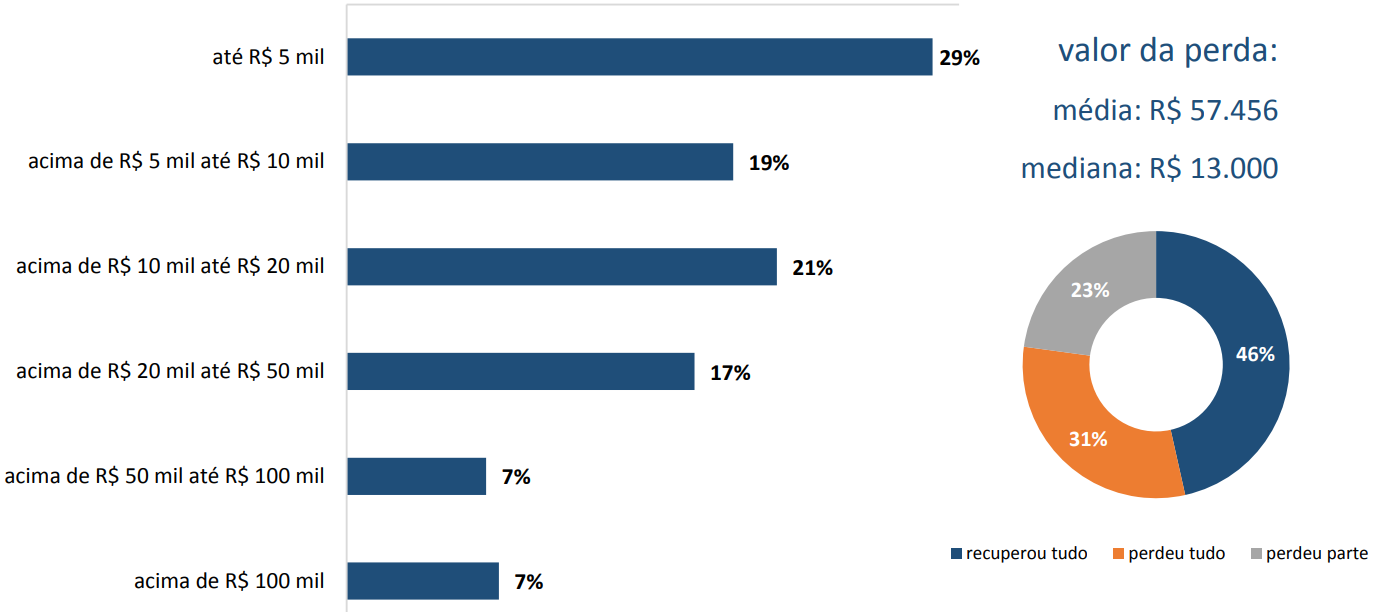 até R$ 5 mil
29%
acima de R$ 5 mil até R$ 10 mil
19%
acima de R$ 10 mil até R$ 20 mil
21%
acima de R$ 20 mil até R$ 50 mil
17%
acima de R$ 50 mil até R$ 100 mil
7%
acima de R$ 100 mil
7%
valor da perda:
média: R$ 57.456
mediana: R$ 13.000
23%
46%
31%
recuperou tudo
perdeu tudo
perdeu parte